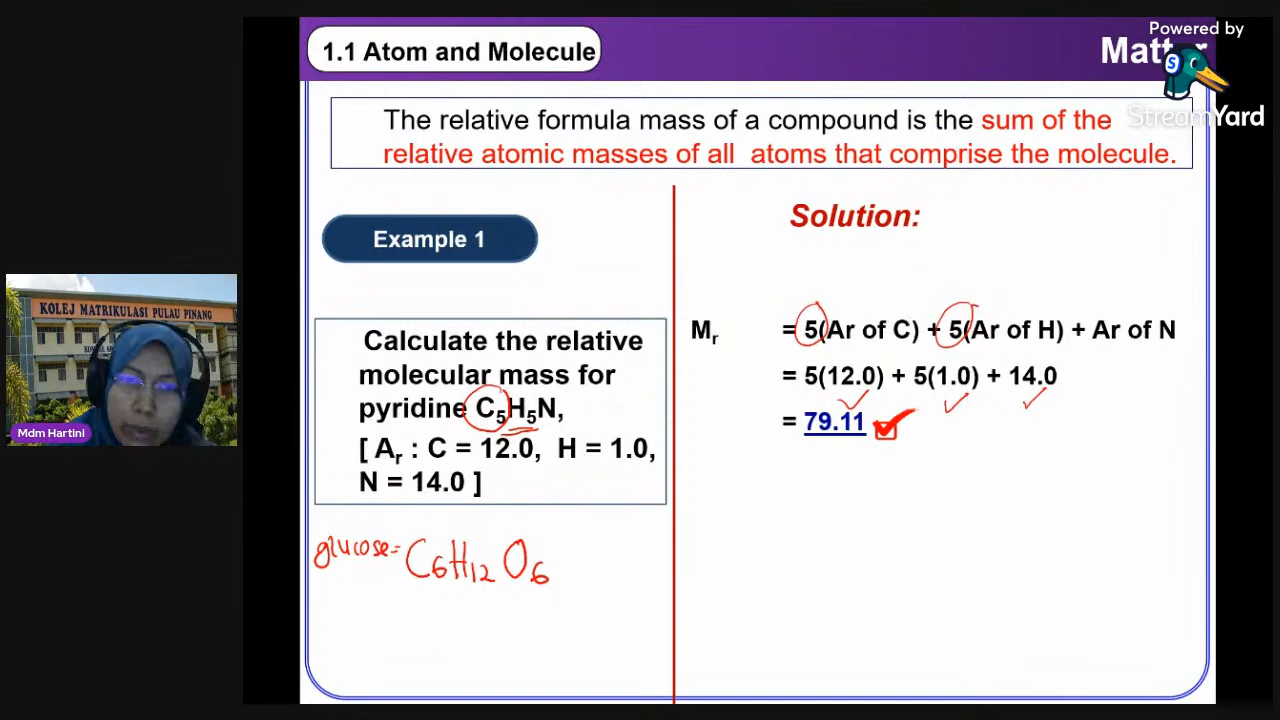 1.1 Atom and Molecule
Matter
Powered by
StreamYard
The relative formula mass of a compound is the sum of the
relative atomic masses of all atoms that comprise the molecule.
Example 1
Calculate the relative
molecular mass for
pyridine C₅H₅N,
[ Aᵣ : C = 12.0, H = 1.0,
N = 14.0 ]
glucose = C₆H₁₂O₆
Solution:
Mᵣ = 5(Ar of C) + 5(Ar of H) + Ar of N
= 5(12.0) + 5(1.0) + 14.0
= 79.11
KOLEJ MATRIKULASI PULAU PINANG
Mdm Hartini